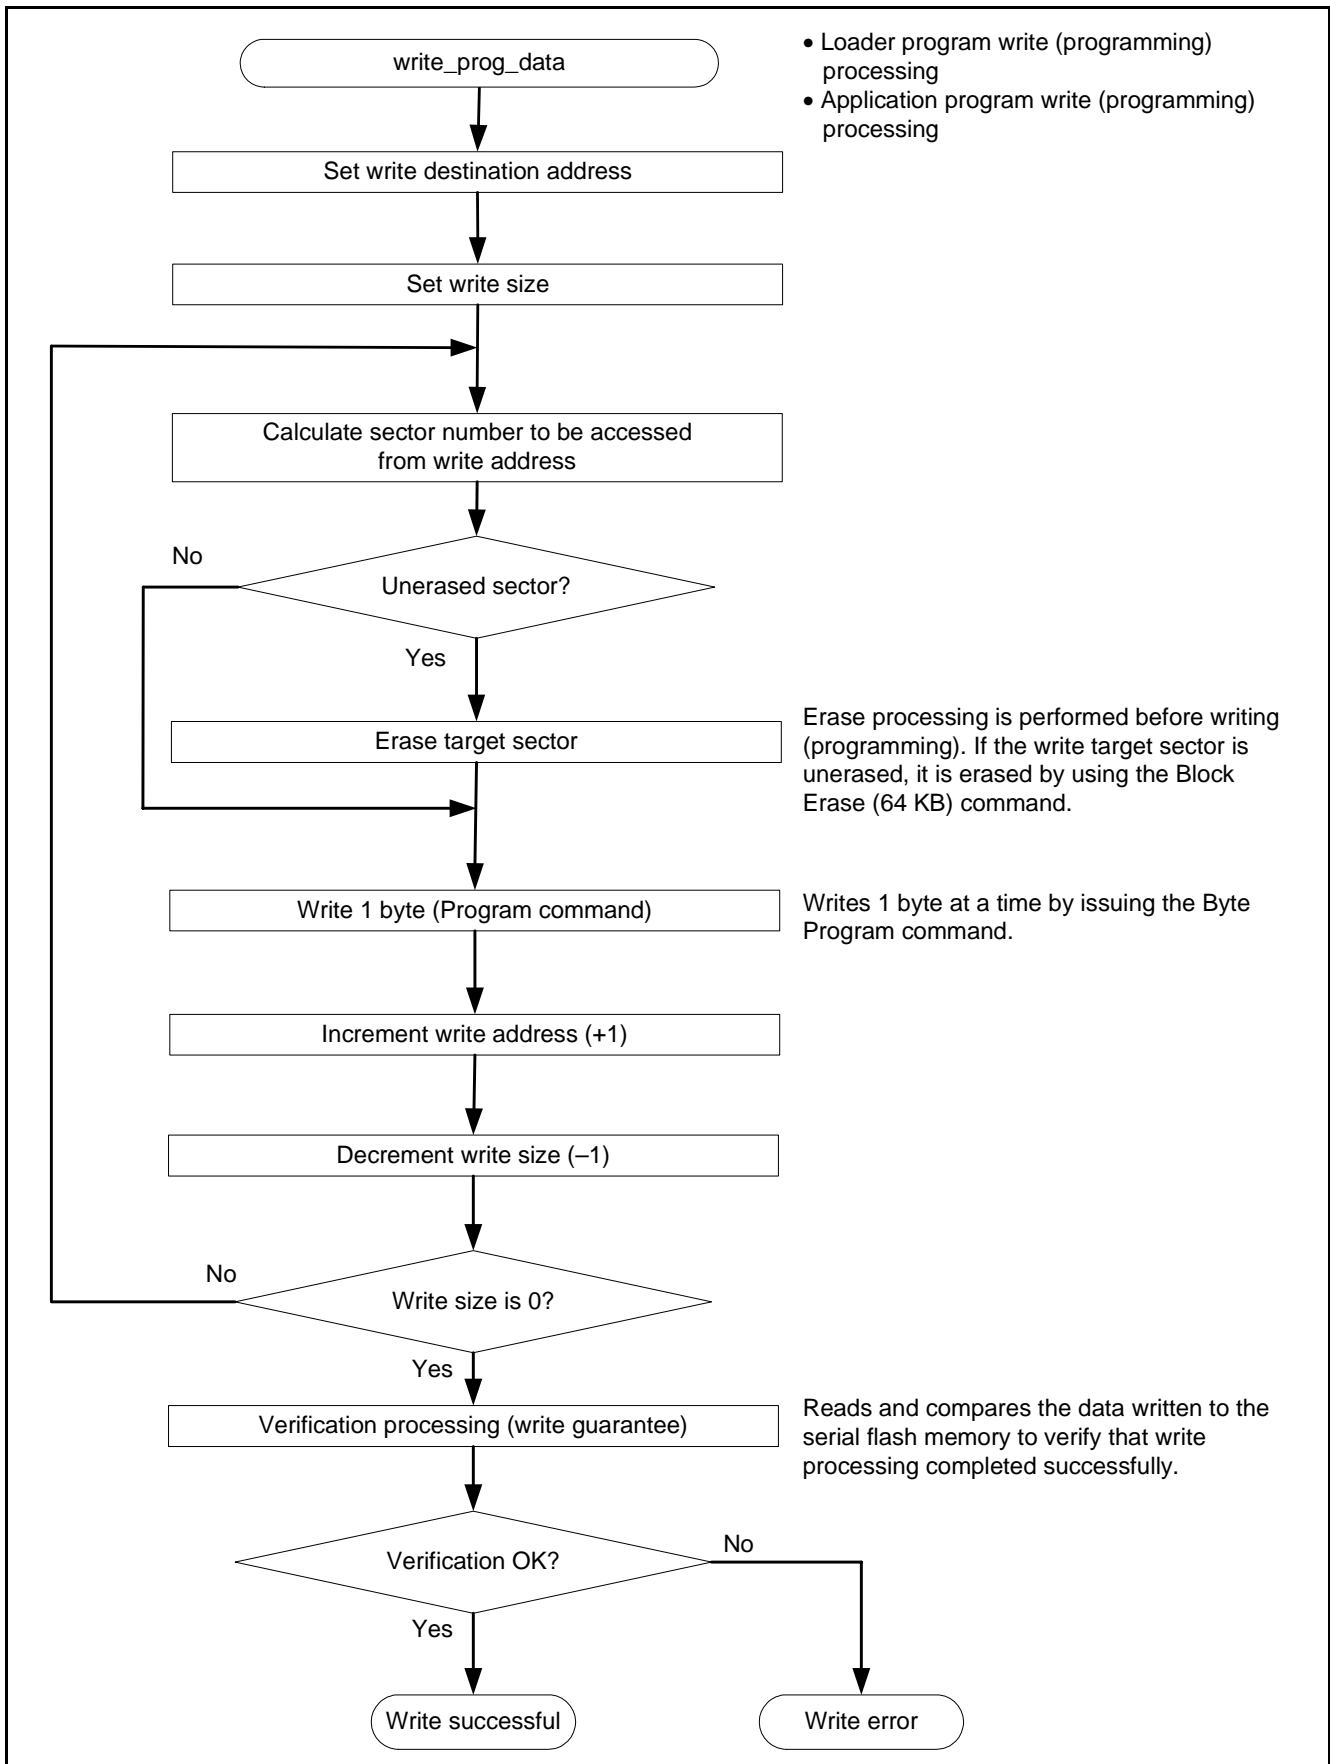 write_prog_data
• Loader program write (programming)
processing
• Application program write (programming)
processing
Set write destination address
Set write size
Calculate sector number to be accessed
from write address
No
Unerased sector?
Yes
Erase target sector
Erase processing is performed before writing
(programming). If the write target sector is
unerased, it is erased by using the Block
Erase (64 KB) command.
Write 1 byte (Program command)
Writes 1 byte at a time by issuing the Byte
Program command.
Increment write address (+1)
Decrement write size (–1)
No
Write size is 0?
Yes
Verification processing (write guarantee)
Reads and compares the data written to the
serial flash memory to verify that write
processing completed successfully.
Verification OK?
No
Yes
Write successful
Write error